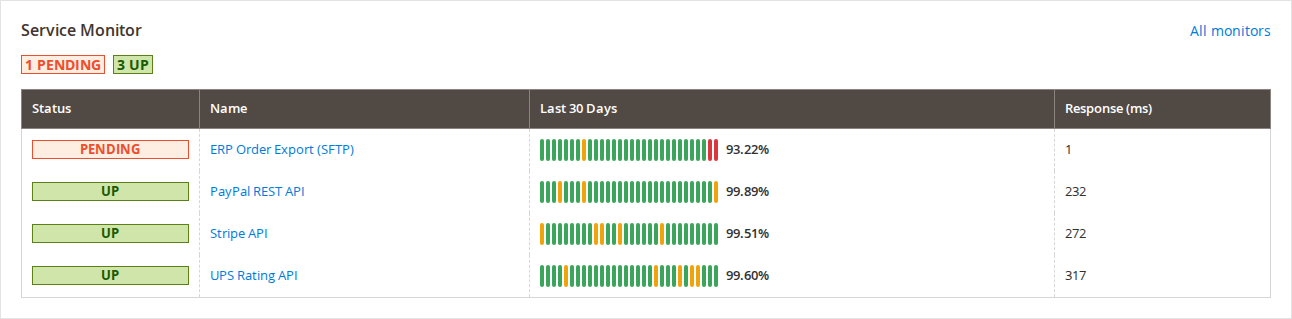 Service Monitor All monitors
1 PENDING 3 UP
Status Name Last 30 Days Response (ms)
PENDING ERP Order Export (SFTP) 93.22% 1
UP PayPal REST API 99.89% 232
UP Stripe API 99.51% 272
UP UPS Rating API 99.60% 317